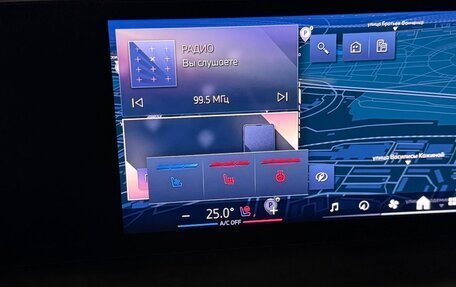 улица Братьев Фонченко
РАДИО
Вы слушаете
99.5 МГц
улица Василисы Кожиной
P
− 25.0° +
P
A/C OFF